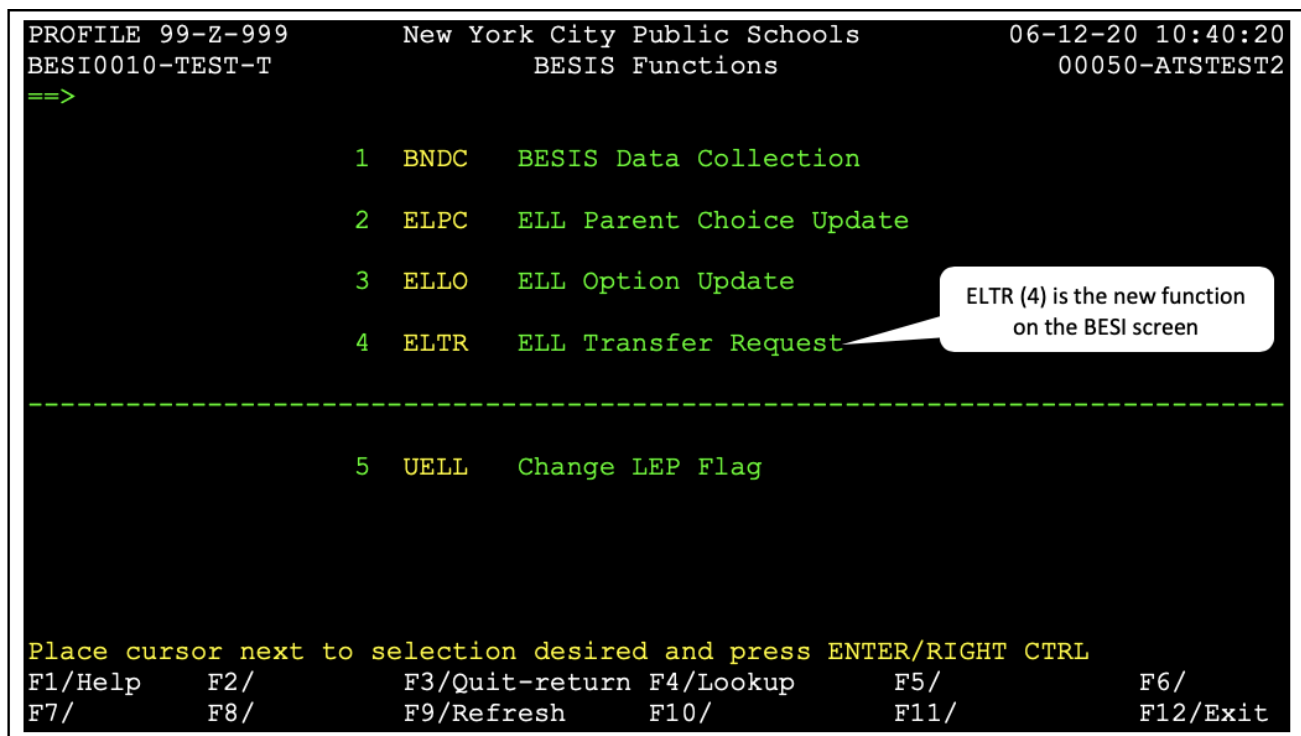 PROFILE 99-Z-999 New York City Public Schools 06-12-20 10:40:20
BESI0010-TEST-T BESIS Functions 00050-ATSTEST2
==>
1 BNDC BESIS Data Collection
2 ELPC ELL Parent Choice Update
3 ELLO ELL Option Update
ELTR (4) is the new function
on the BESI screen
4 ELTR ELL Transfer Request
-----------------------------------------------------------------------------
5 UELL Change LEP Flag
Place cursor next to selection desired and press ENTER/RIGHT CTRL
F1/Help F2/ F3/Quit-return F4/Lookup F5/ F6/
F7/ F8/ F9/Refresh F10/ F11/ F12/Exit